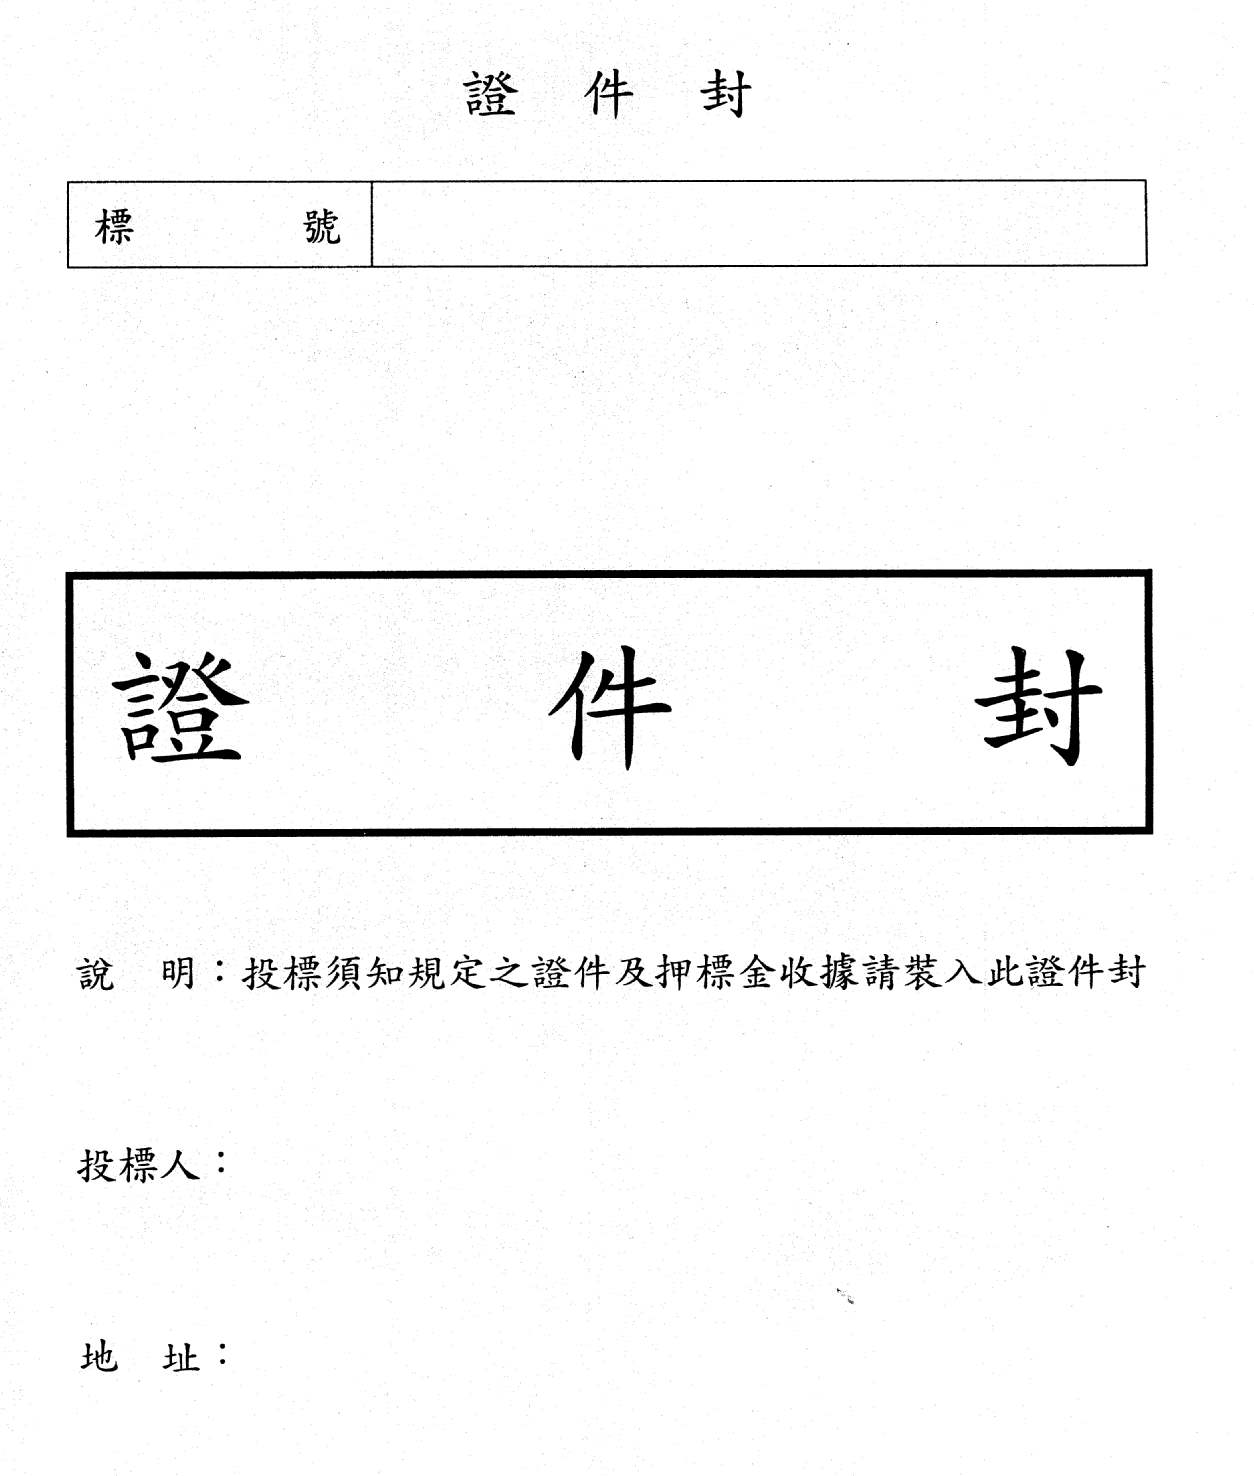 證 件 封
標 號
證 件 封
說 明：投標須知規定之證件及押標金收據請裝入此證件封
投標人：
地 址：